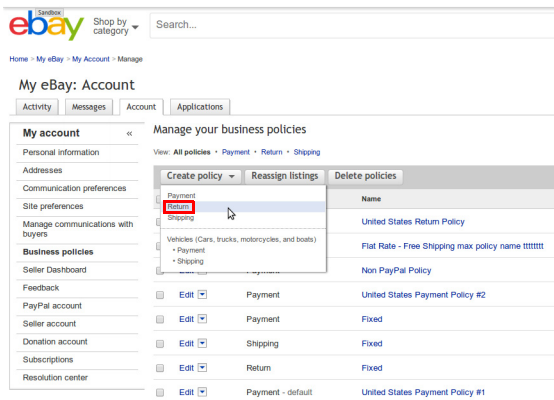 Sandbox
ebay
Shop by category
Search...
Home > My eBay > My Account > Manage
My eBay: Account
Activity Messages Account Applications
My account «
Personal information
Addresses
Communication preferences
Site preferences
Manage communications with
buyers
Business policies
Seller Dashboard
Feedback
PayPal account
Seller account
Donation account
Subscriptions
Resolution center
Manage your business policies
View: All policies • Payment • Return • Shipping
Create policy Reassign listings Delete policies
Payment
Return
Shipping
Vehicles (Cars, trucks, motorcycles, and boats)
• Payment
• Shipping
Name
United States Return Policy
Flat Rate - Free Shipping max policy name tttttttt
Non PayPal Policy
Edit Payment United States Payment Policy #2
Edit Payment Fixed
Edit Shipping Fixed
Edit Return Fixed
Edit Payment - default United States Payment Policy #1